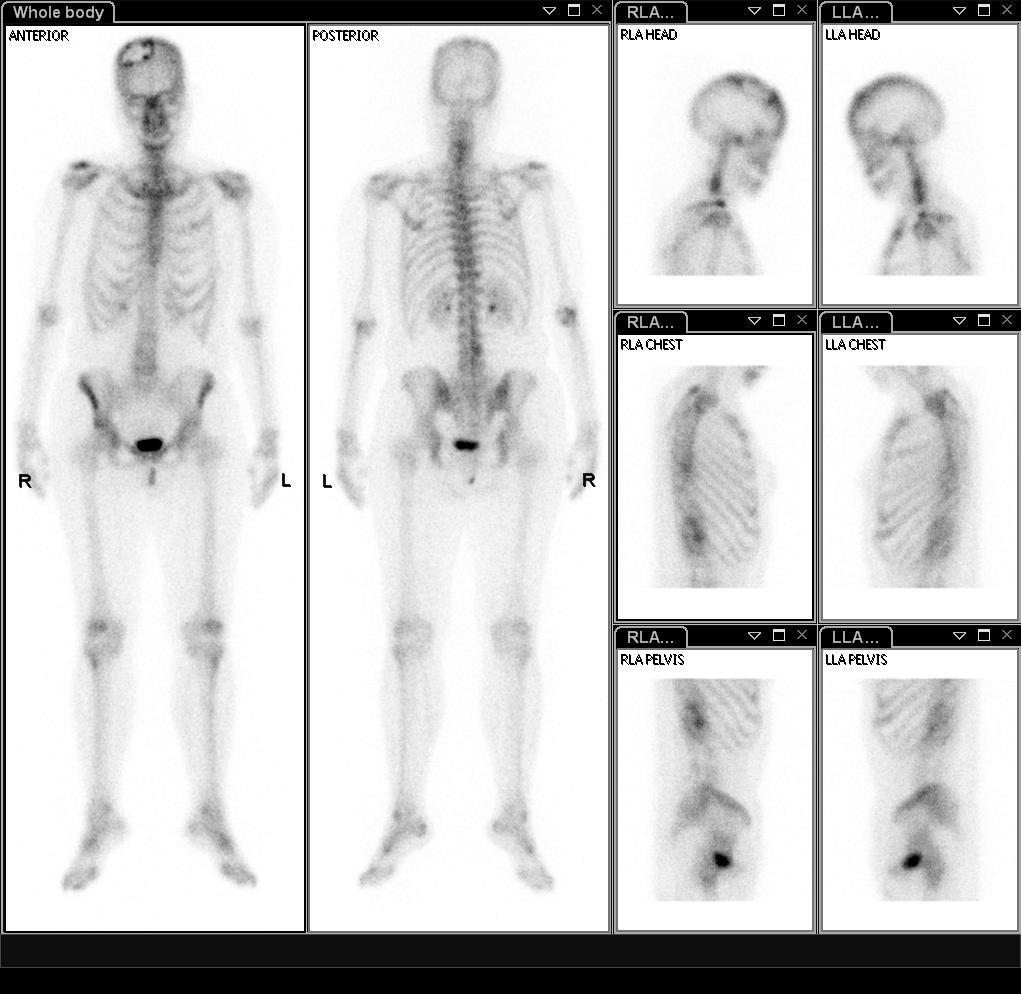 Whole body
ANTERIOR
POSTERIOR
R
L
L
R
RLA...
RLA HEAD
LLA...
LLA HEAD
RLA...
RLA CHEST
LLA...
LLA CHEST
RLA...
RLA PELVIS
LLA...
LLA PELVIS